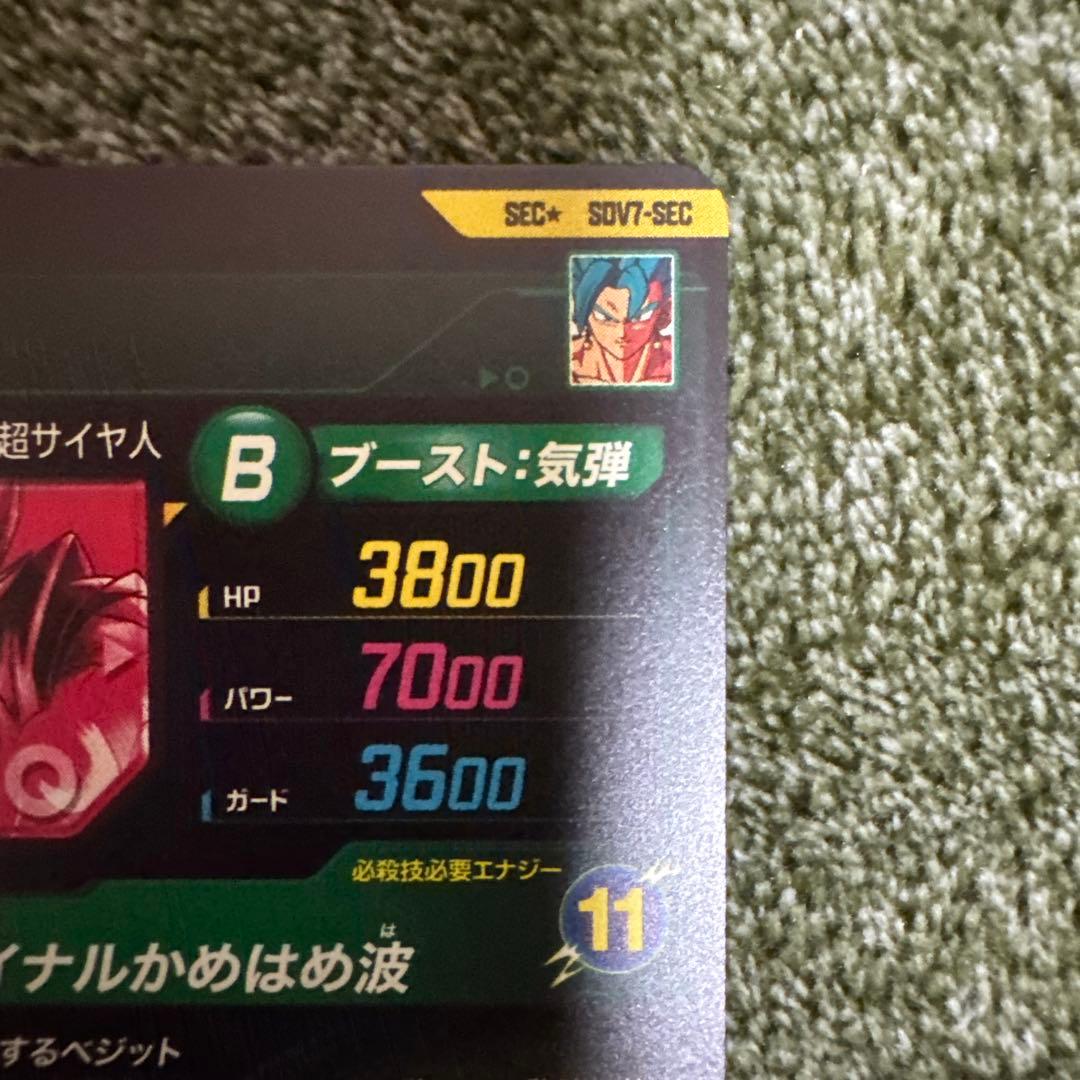 SEC★ SDV7-SEC
超サイヤ人
B ブースト:気弾
HP 3800
パワー 7000
ガード 3600
必殺技必要エナジー
11
イナルかめはめ波
は
するベジット